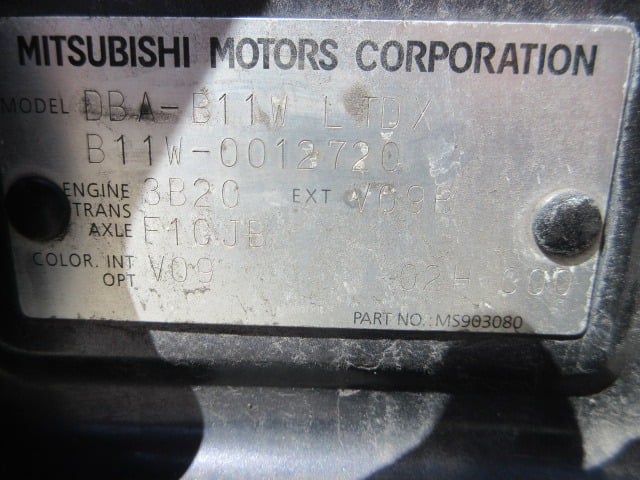 MITSUBISHI MOTORS CORPORATION
MODEL DBA-B11W LTDX
B11W-0012720
ENGINE 3B20 EXT V09B
TRANS AXLE F1CJB
COLOR. INT V09
OPT 02H 300
PART NO. MS903080